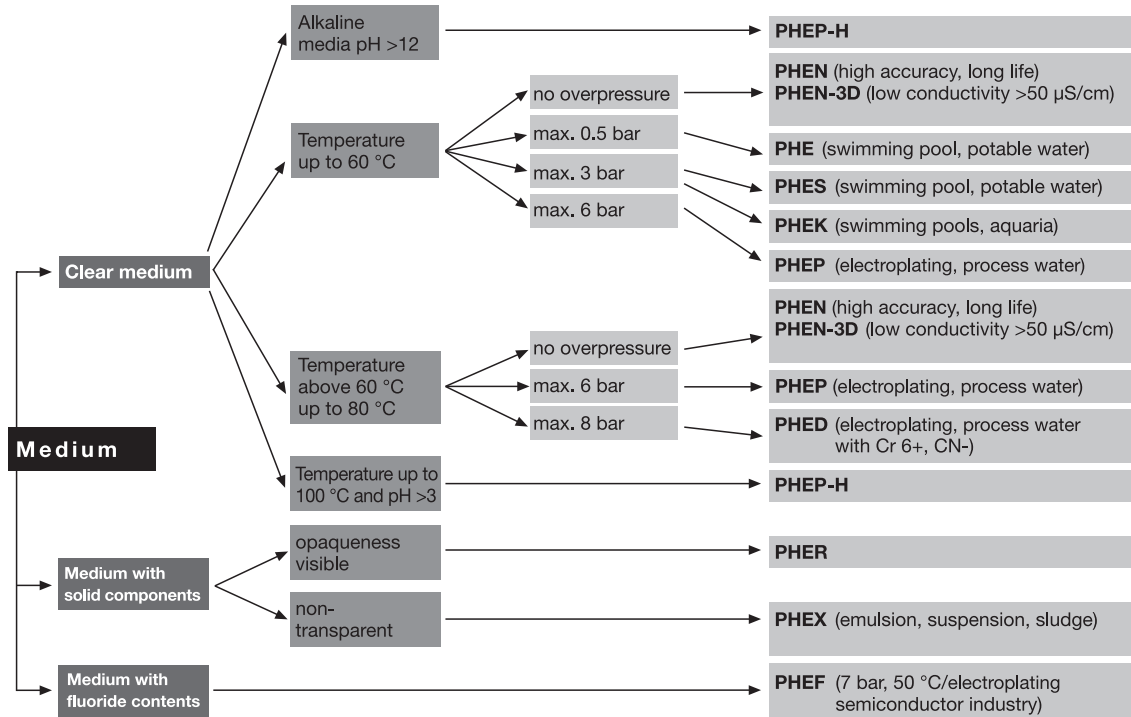 Alkaline
media pH >12
PHEP-H
Temperature
up to 60 °C
no overpressure
PHEN (high accuracy, long life)
PHEN-3D (low conductivity >50 µS/cm)
max. 0.5 bar
PHE (swimming pool, potable water)
max. 3 bar
PHES (swimming pool, potable water)
PHEK (swimming pools, aquaria)
max. 6 bar
PHEP (electroplating, process water)
Clear medium
Temperature
above 60 °C
up to 80 °C
no overpressure
PHEN (high accuracy, long life)
PHEN-3D (low conductivity >50 µS/cm)
max. 6 bar
PHEP (electroplating, process water)
max. 8 bar
PHED (electroplating, process water
with Cr 6+, CN-)
Medium
Temperature up to
100 °C and pH >3
PHEP-H
Medium with
solid components
opaqueness
visible
PHER
non-
transparent
PHEX (emulsion, suspension, sludge)
Medium with
fluoride contents
PHEF (7 bar, 50 °C/electroplating
semiconductor industry)